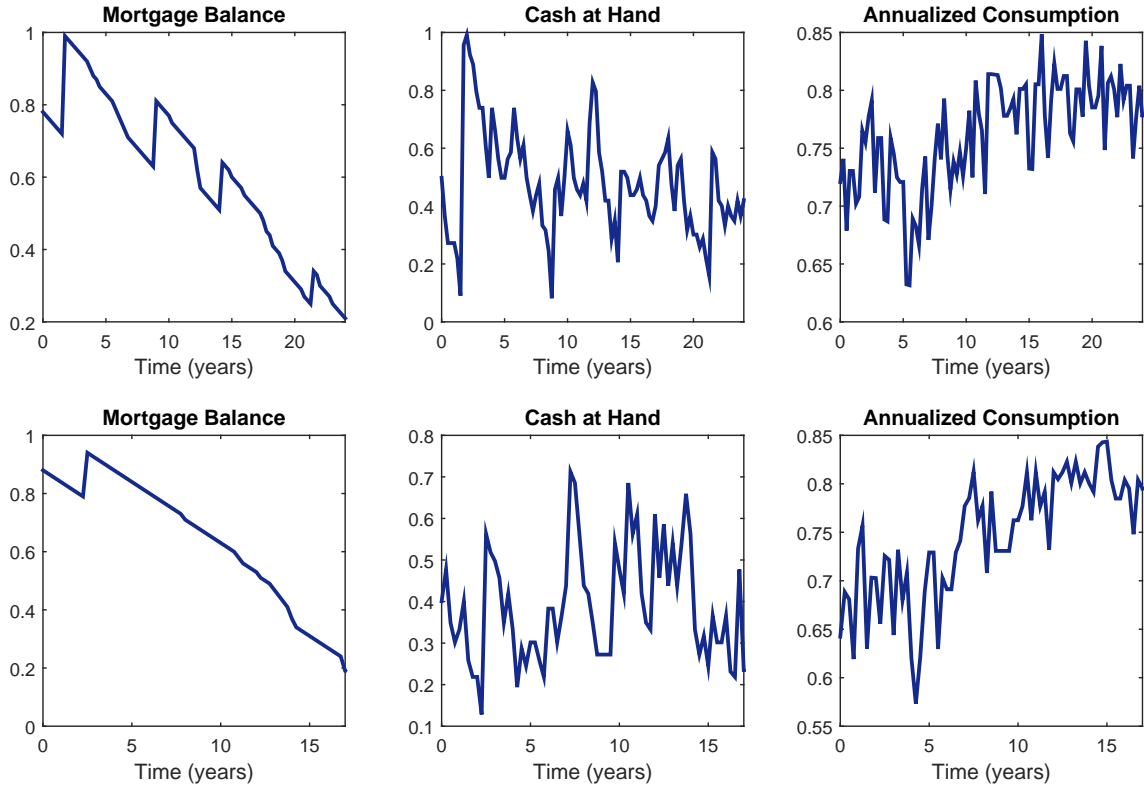 Mortgage Balance
1
0.8
0.6
0.4
0.2
0 5 10 15 20
Time (years)
Cash at Hand
1
0.8
0.6
0.4
0.2
0
0 5 10 15 20
Time (years)
Annualized Consumption
0.85
0.8
0.75
0.7
0.65
0.6
0 5 10 15 20
Time (years)
Mortgage Balance
1
0.8
0.6
0.4
0.2
0
0 5 10 15
Time (years)
Cash at Hand
0.8
0.7
0.6
0.5
0.4
0.3
0.2
0.1
0 5 10 15
Time (years)
Annualized Consumption
0.85
0.8
0.75
0.7
0.65
0.6
0.55
0 5 10 15
Time (years)